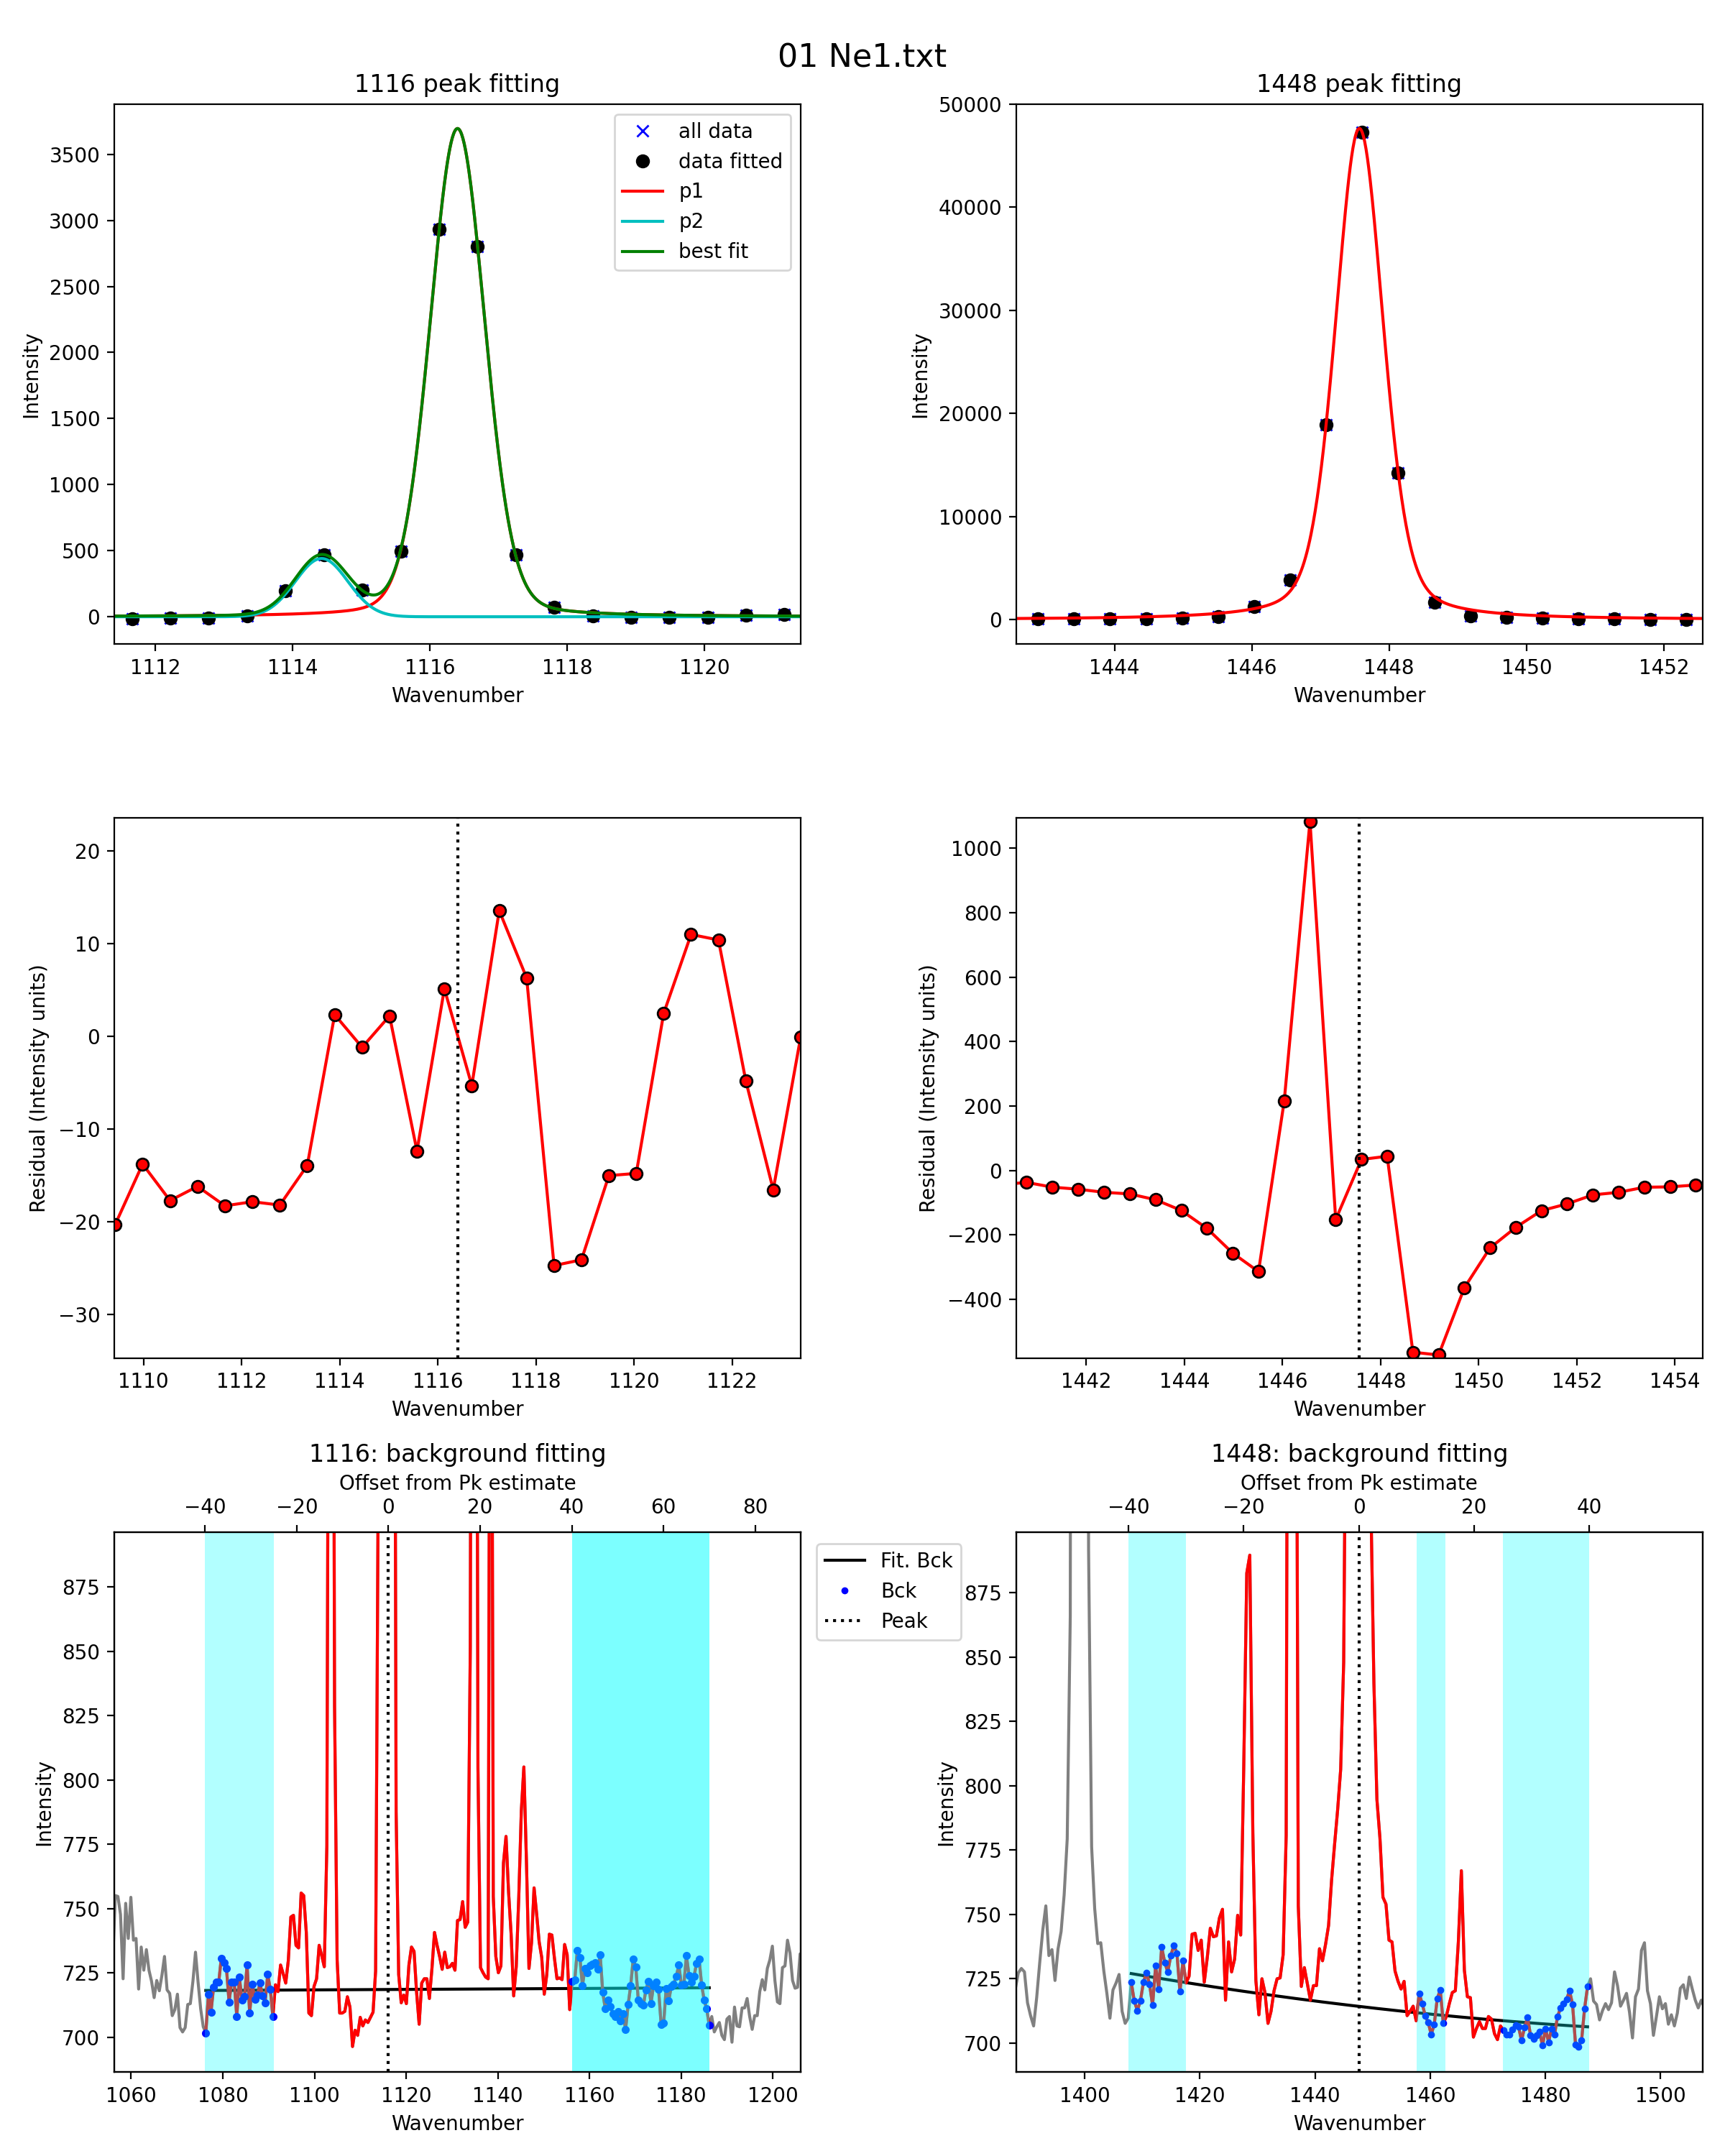 01 Ne1.txt
1116 peak fitting
Intensity
3500
3000
2500
2000
1500
1000
500
0
1112 1114 1116 1118 1120
Wavenumber
all data
data fitted
p1
p2
best fit
1448 peak fitting
Intensity
50000
40000
30000
20000
10000
0
1444 1446 1448 1450 1452
Wavenumber
Residual (Intensity units)
20
10
0
−10
−20
−30
1110 1112 1114 1116 1118 1120 1122
Wavenumber
Residual (Intensity units)
1000
800
600
400
200
0
−200
−400
1442 1444 1446 1448 1450 1452 1454
Wavenumber
1116: background fitting
Offset from Pk estimate
−40 −20 0 20 40 60 80
Intensity
875
850
825
800
775
750
725
700
1060 1080 1100 1120 1140 1160 1180 1200
Wavenumber
Fit. Bck
Bck
Peak
1448: background fitting
Offset from Pk estimate
−40 −20 0 20 40
Intensity
875
850
825
800
775
750
725
700
1400 1420 1440 1460 1480 1500
Wavenumber